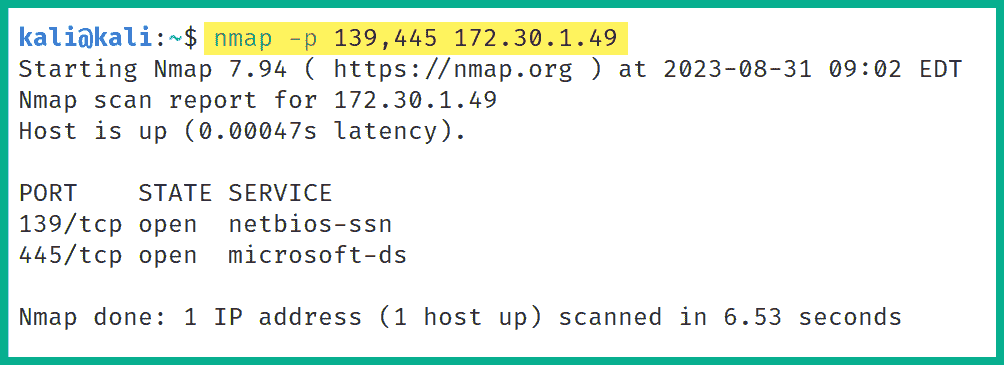 kali@kali:~$ nmap -p 139,445 172.30.1.49
Starting Nmap 7.94 ( https://nmap.org ) at 2023-08-31 09:02 EDT
Nmap scan report for 172.30.1.49
Host is up (0.00047s latency).
PORT    STATE SERVICE
139/tcp open  netbios-ssn
445/tcp open  microsoft-ds
Nmap done: 1 IP address (1 host up) scanned in 6.53 seconds